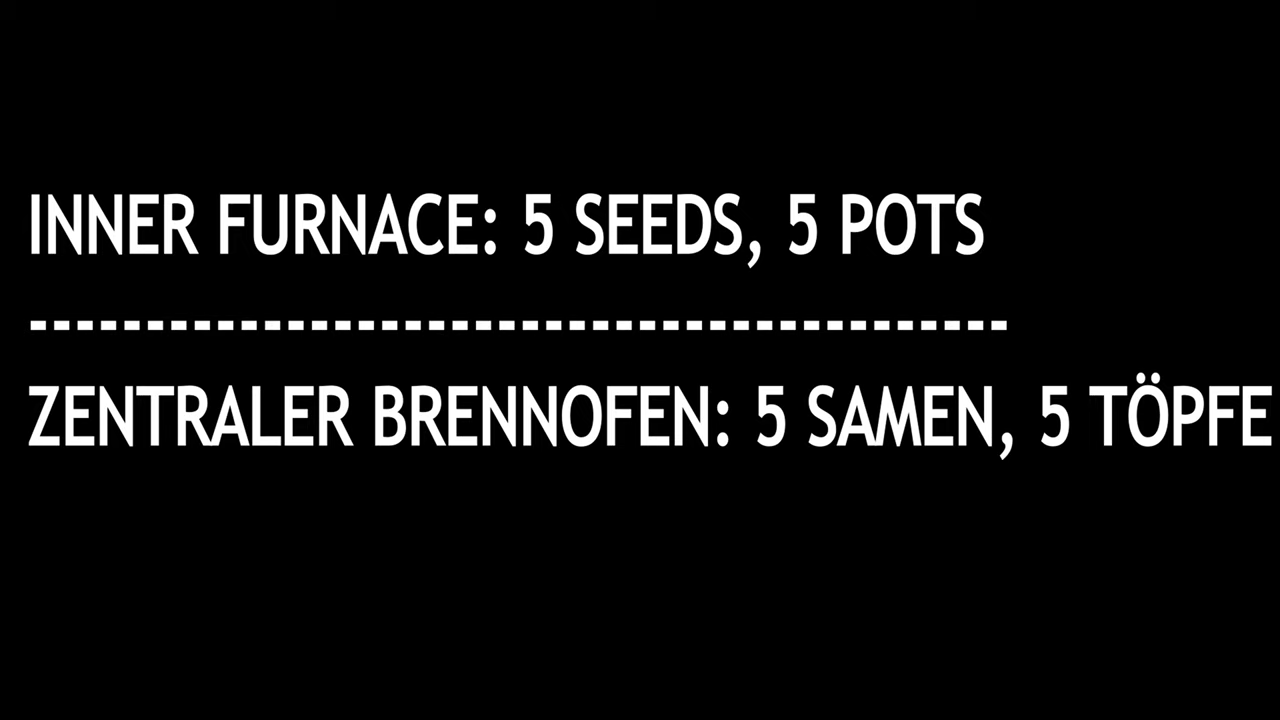 INNER FURNACE: 5 SEEDS, 5 POTS
------------------------------------------
ZENTRALER BRENNOFEN: 5 SAMEN, 5 TÖPFE